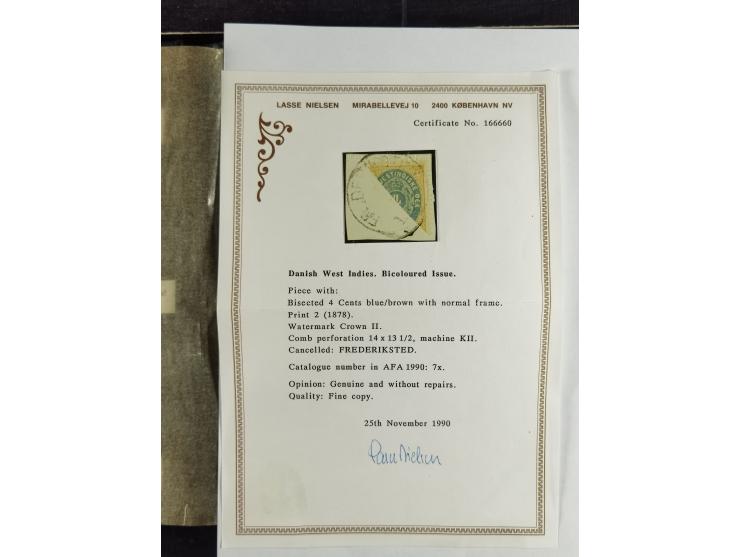 LASSE NIELSEN MIRABELLEVEJ 10 2400 KØBENHAVN NV
Certificate No. 166660
Danish West Indies. Bicoloured Issue.
Piece with:
Bisected 4 Cents blue/brown with normal frame.
Print 2 (1878).
Watermark Crown II.
Comb perforation 14 x 13 1/2, machine KII.
Cancelled: FREDERIKSTED.
Catalogue number in AFA 1990: 7x.
Opinion: Genuine and without repairs.
Quality: Fine copy.
25th November 1990